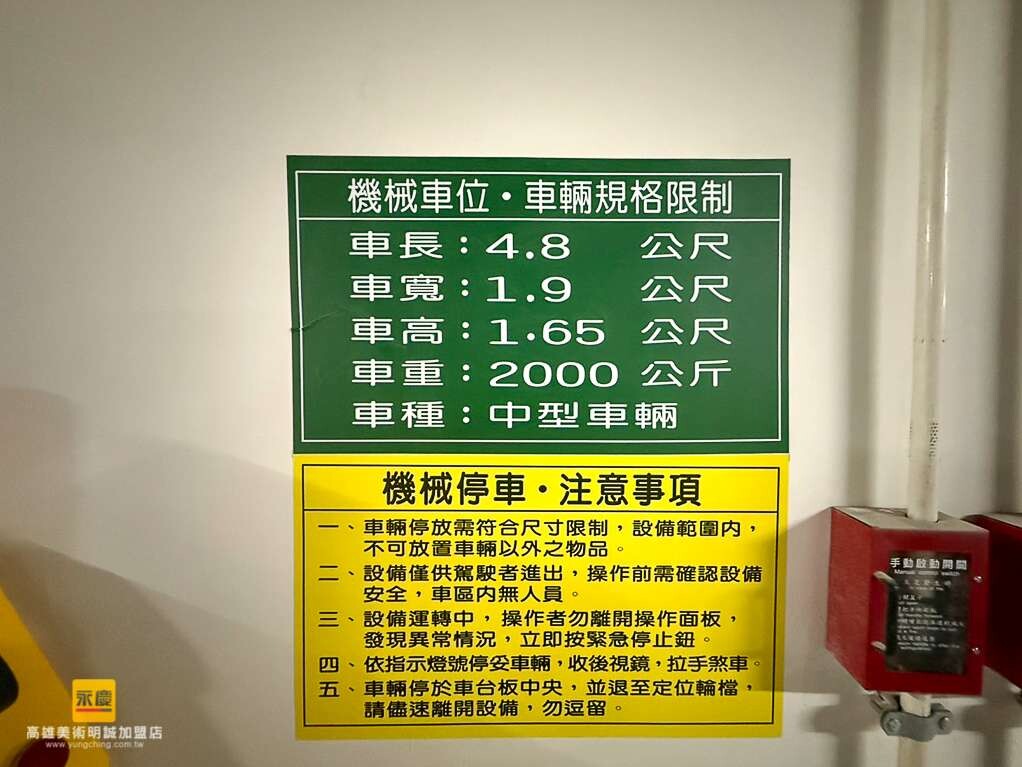 機械車位・車輛規格限制
車長：4.8 公尺
車寬：1.9 公尺
車高：1.65 公尺
車重：2000 公斤
車種：中型車輛
機械停車・注意事項
一、車輛停放需符合尺寸限制，設備範圍內，
不可放置車輛以外之物品。
二、設備僅供駕駛者進出，操作前需確認設備
安全，車區內無人員。
三、設備運轉中，操作者勿離開操作面板，
發現異常情況，立即按緊急停止鈕。
四、依指示燈號停妥車輛，收後視鏡，拉手煞車。
五、車輛停於車台板中央，並退至定位輪檔，
請儘速離開設備，勿逗留。
手動啟動開關
Manual control switch
永慶
高雄美術明誠加盟店
www.yungching.com.tw